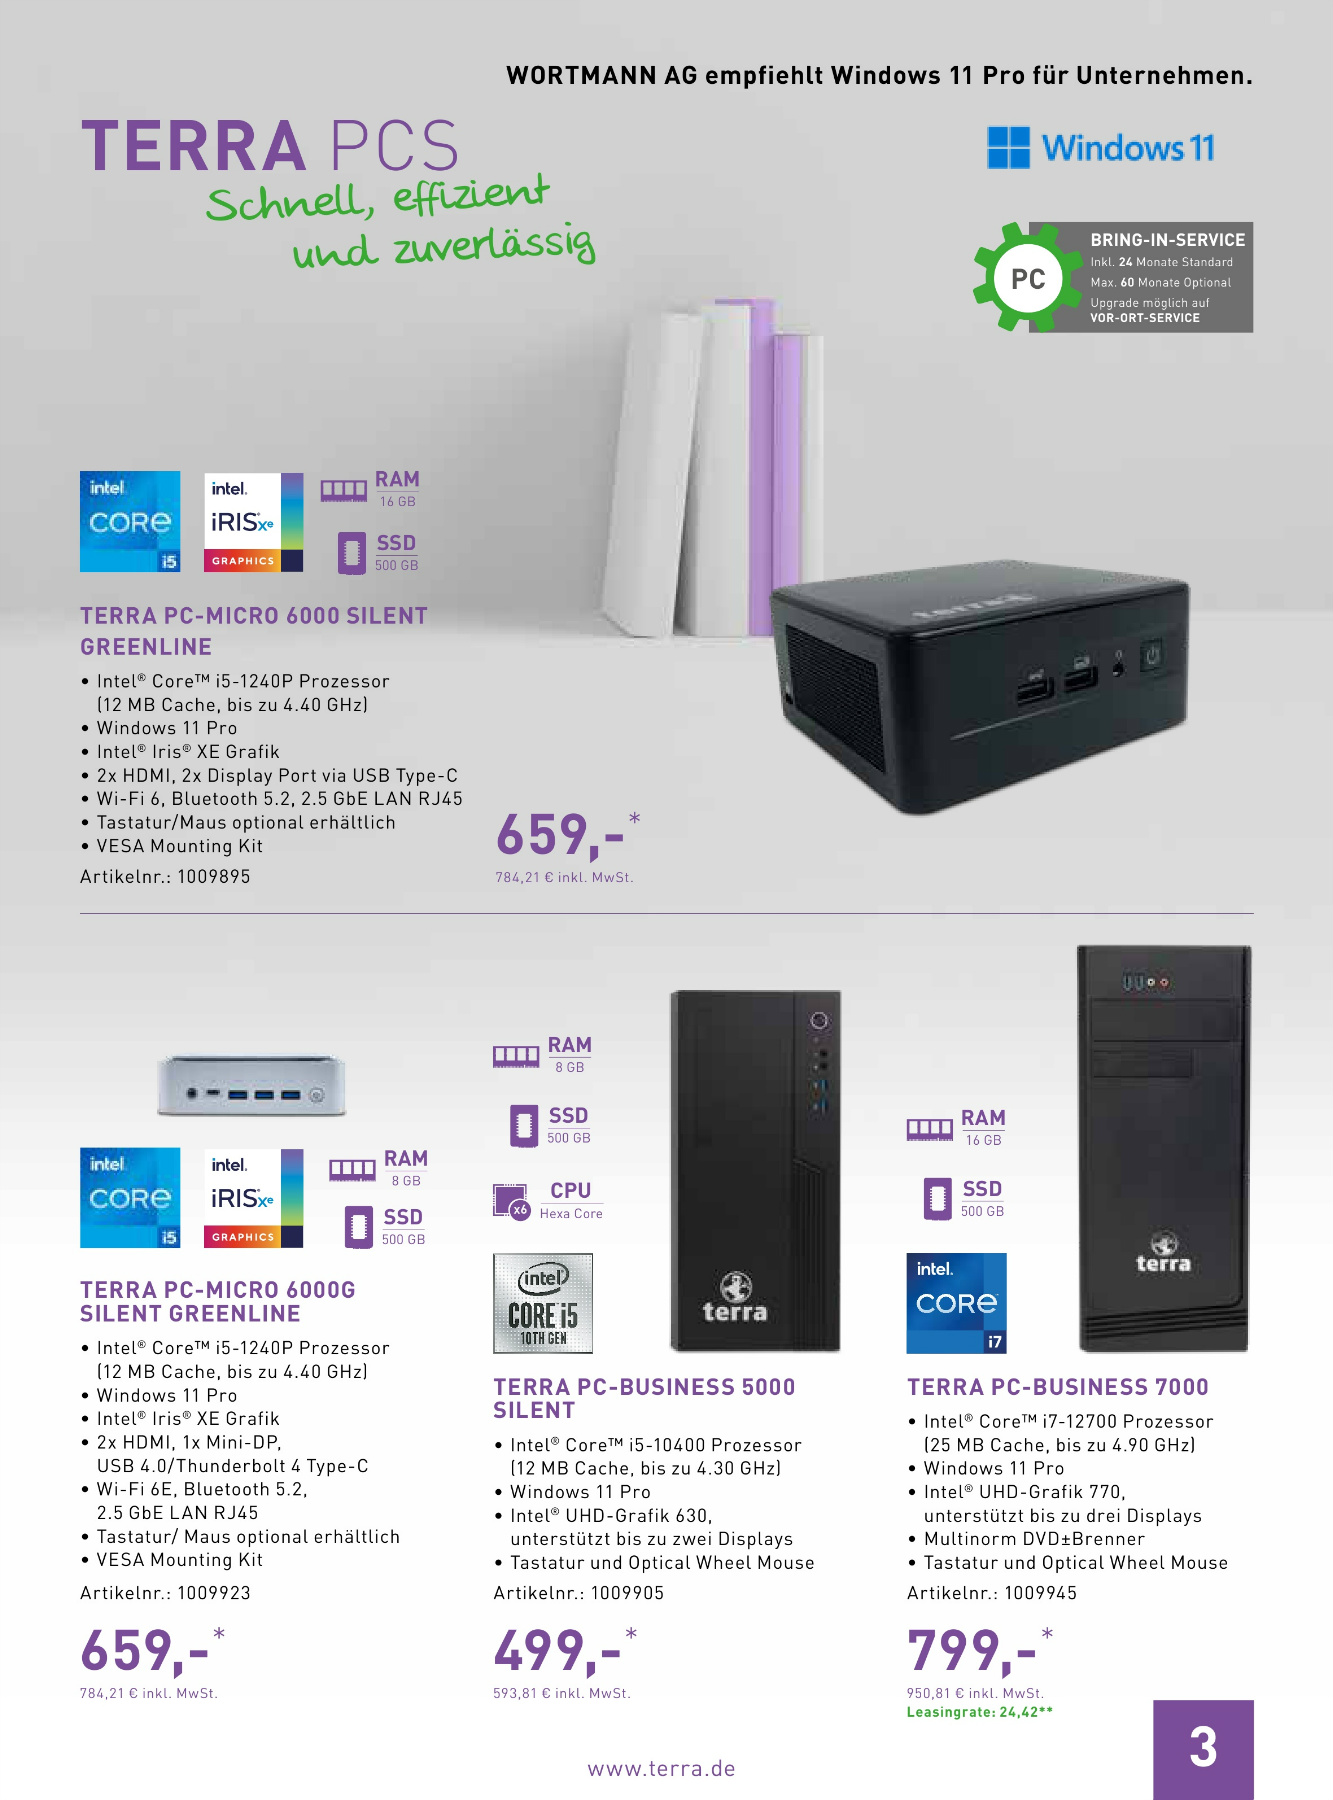 WORTMANN AG empfiehlt Windows 11 Pro für Unternehmen.
TERRA PCS
Schnell, effizient
und zuverlässig
Windows 11
PC
BRING-IN-SERVICE
Inkl. 24 Monate Standard
Max. 60 Monate Optional
Upgrade möglich auf
VOR-ORT-SERVICE
intel
CORE
i5
intel.
iRISxe
GRAPHICS
RAM
16 GB
SSD
500 GB
terra
TERRA PC-MICRO 6000 SILENT
GREENLINE
• Intel® Core™ i5-1240P Prozessor
(12 MB Cache, bis zu 4.40 GHz)
• Windows 11 Pro
• Intel® Iris® XE Grafik
• 2x HDMI, 2x Display Port via USB Type-C
• Wi-Fi 6, Bluetooth 5.2, 2.5 GbE LAN RJ45
• Tastatur/Maus optional erhältlich
• VESA Mounting Kit
Artikelnr.: 1009895
659,-*
784,21 € inkl. MwSt.
intel
CORE
i5
intel.
iRISxe
GRAPHICS
RAM
8 GB
SSD
500 GB
TERRA PC-MICRO 6000G
SILENT GREENLINE
• Intel® Core™ i5-1240P Prozessor
(12 MB Cache, bis zu 4.40 GHz)
• Windows 11 Pro
• Intel® Iris® XE Grafik
• 2x HDMI, 1x Mini-DP,
USB 4.0/Thunderbolt 4 Type-C
• Wi-Fi 6E, Bluetooth 5.2,
2.5 GbE LAN RJ45
• Tastatur/ Maus optional erhältlich
• VESA Mounting Kit
Artikelnr.: 1009923
659,-*
784,21 € inkl. MwSt.
RAM
8 GB
SSD
500 GB
x6
CPU
Hexa Core
intel
CORE i5
10TH GEN
terra
TERRA PC-BUSINESS 5000
SILENT
• Intel® Core™ i5-10400 Prozessor
(12 MB Cache, bis zu 4.30 GHz)
• Windows 11 Pro
• Intel® UHD-Grafik 630,
unterstützt bis zu zwei Displays
• Tastatur und Optical Wheel Mouse
Artikelnr.: 1009905
499,-*
593,81 € inkl. MwSt.
RAM
16 GB
SSD
500 GB
intel.
CORE
i7
terra
TERRA PC-BUSINESS 7000
• Intel® Core™ i7-12700 Prozessor
(25 MB Cache, bis zu 4.90 GHz)
• Windows 11 Pro
• Intel® UHD-Grafik 770,
unterstützt bis zu drei Displays
• Multinorm DVD±Brenner
• Tastatur und Optical Wheel Mouse
Artikelnr.: 1009945
799,-*
950,81 € inkl. MwSt.
Leasingrate: 24,42**
www.terra.de
3